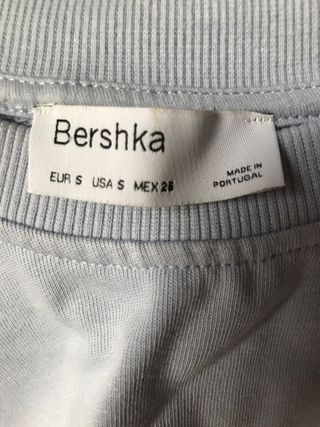 Bershka
EUR S USA S MEX 26
MADE IN
PORTUGAL